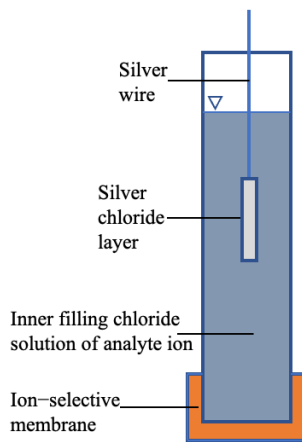 Silver
wire
Silver
chloride
layer
Inner filling chloride
solution of analyte ion
Ion−selective
membrane